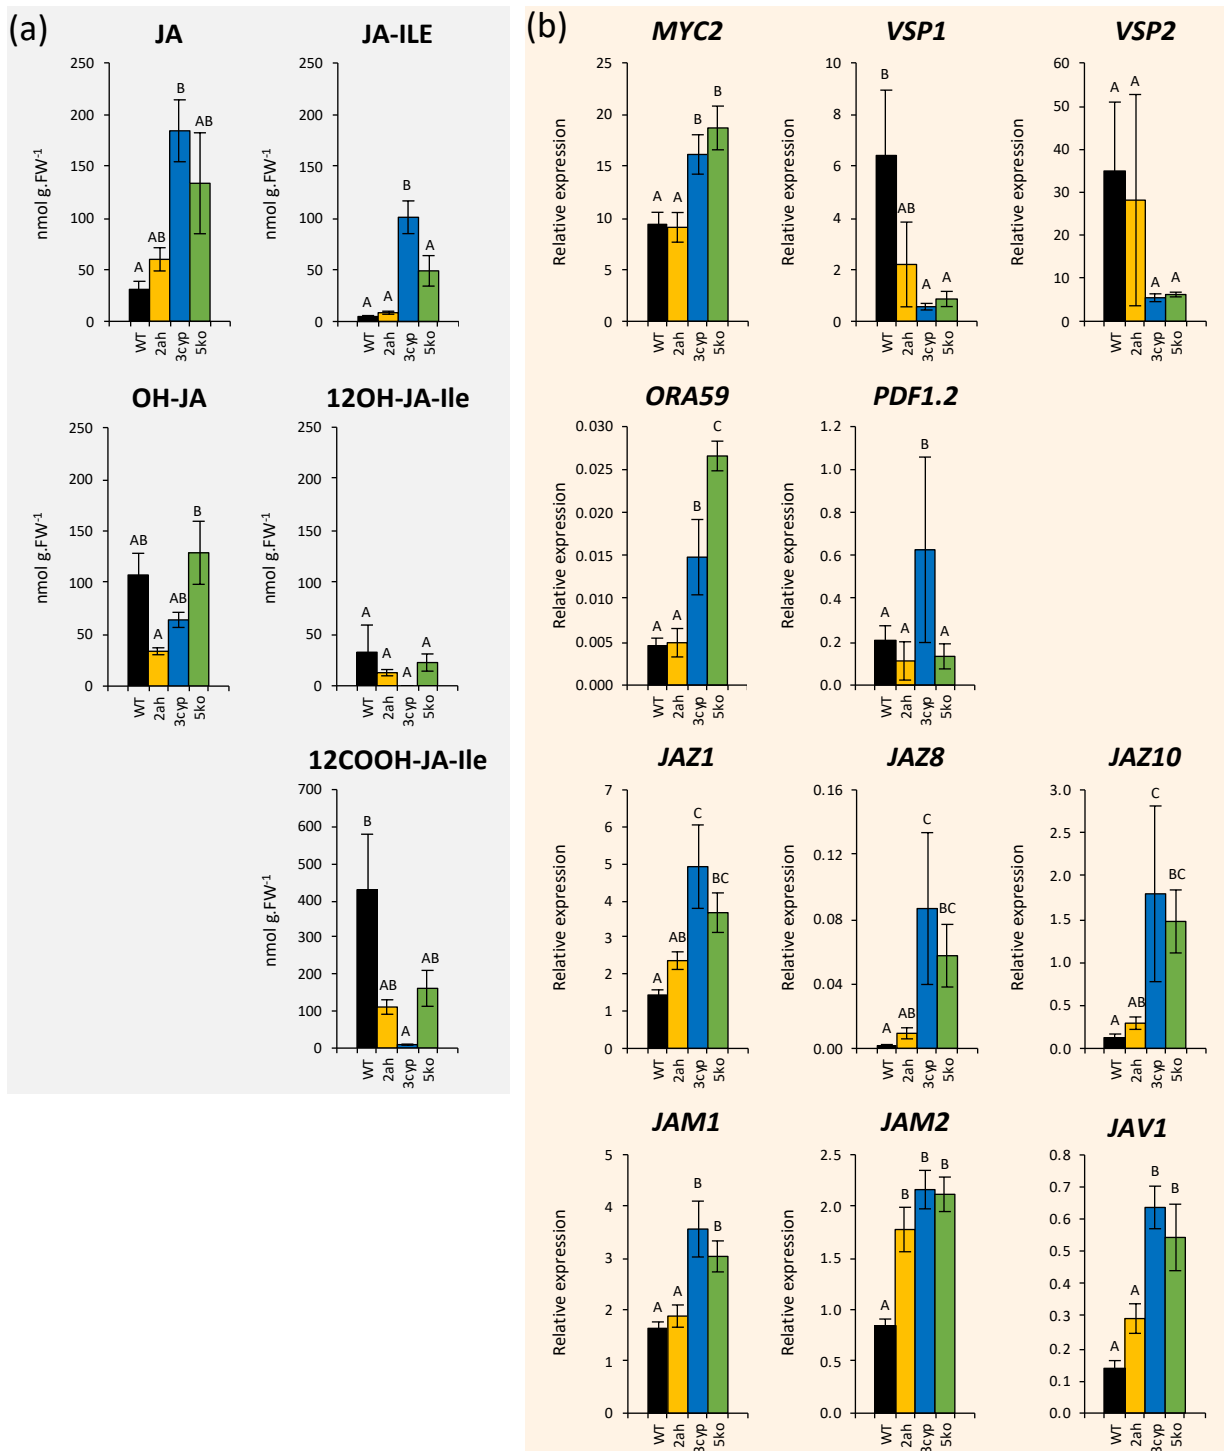 (a)
JA
nmol g.FW-1
250
200
150
100
50
0
A
AB
B
AB
WT
2ah
3cyp
5ko
JA-ILE
250
200
150
100
50
0
A
A
B
A
WT
2ah
3cyp
5ko
OH-JA
nmol g.FW-1
250
200
150
100
50
0
AB
A
AB
B
WT
2ah
3cyp
5ko
12OH-JA-Ile
nmol g.FW-1
250
200
150
100
50
0
A
A
A
A
WT
2ah
3cyp
5ko
12COOH-JA-Ile
nmol g.FW-1
700
600
500
400
300
200
100
0
B
AB
A
AB
WT
2ah
3cyp
5ko
(b)
MYC2
Relative expression
25
20
15
10
5
0
A
A
B
B
WT
2ah
3cyp
5ko
VSP1
Relative expression
10
8
6
4
2
0
B
AB
A
A
WT
2ah
3cyp
5ko
VSP2
Relative expression
60
50
40
30
20
10
0
A
A
A
A
WT
2ah
3cyp
5ko
ORA59
Relative expression
0.030
0.025
0.020
0.015
0.010
0.005
0.000
A
A
B
C
WT
2ah
3cyp
5ko
PDF1.2
Relative expression
1.2
1.0
0.8
0.6
0.4
0.2
0.0
A
A
B
A
WT
2ah
3cyp
5ko
JAZ1
Relative expression
7
6
5
4
3
2
1
0
A
AB
C
BC
WT
2ah
3cyp
5ko
JAZ8
Relative expression
0.16
0.12
0.08
0.04
0.00
A
AB
C
BC
WT
2ah
3cyp
5ko
JAZ10
Relative expression
3.0
2.5
2.0
1.5
1.0
0.5
0.0
A
AB
C
BC
WT
2ah
3cyp
5ko
JAM1
Relative expression
5
4
3
2
1
0
A
A
B
B
WT
2ah
3cyp
5ko
JAM2
Relative expression
2.5
2.0
1.5
1.0
0.5
0.0
A
B
B
B
WT
2ah
3cyp
5ko
JAV1
Relative expression
0.8
0.7
0.6
0.5
0.4
0.3
0.2
0.1
0.0
A
A
B
B
WT
2ah
3cyp
5ko